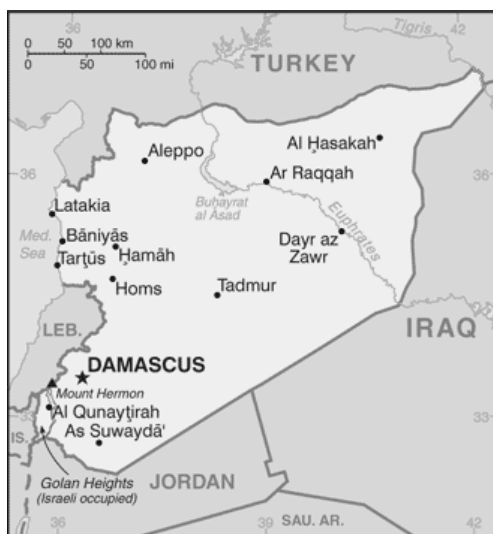 36
42
0 50 100 km
0 50 100 mi
Tigris
TURKEY
Al Ḩasakah
Aleppo
36
36
Ar Raqqah
Buḩayrat
al Asad
Latakia
Euphrates
Med.
Sea
Bāniyās
Ḩamāh
Dayr az
Zawr
Ţarţūs
Homs
Tadmur
LEB.
IRAQ
DAMASCUS
Mount Hermon
33
Al Qunayţirah
33
As Suwaydā'
IS.
Golan Heights
(Israeli occupied)
JORDAN
36
39
SAU. AR.
42